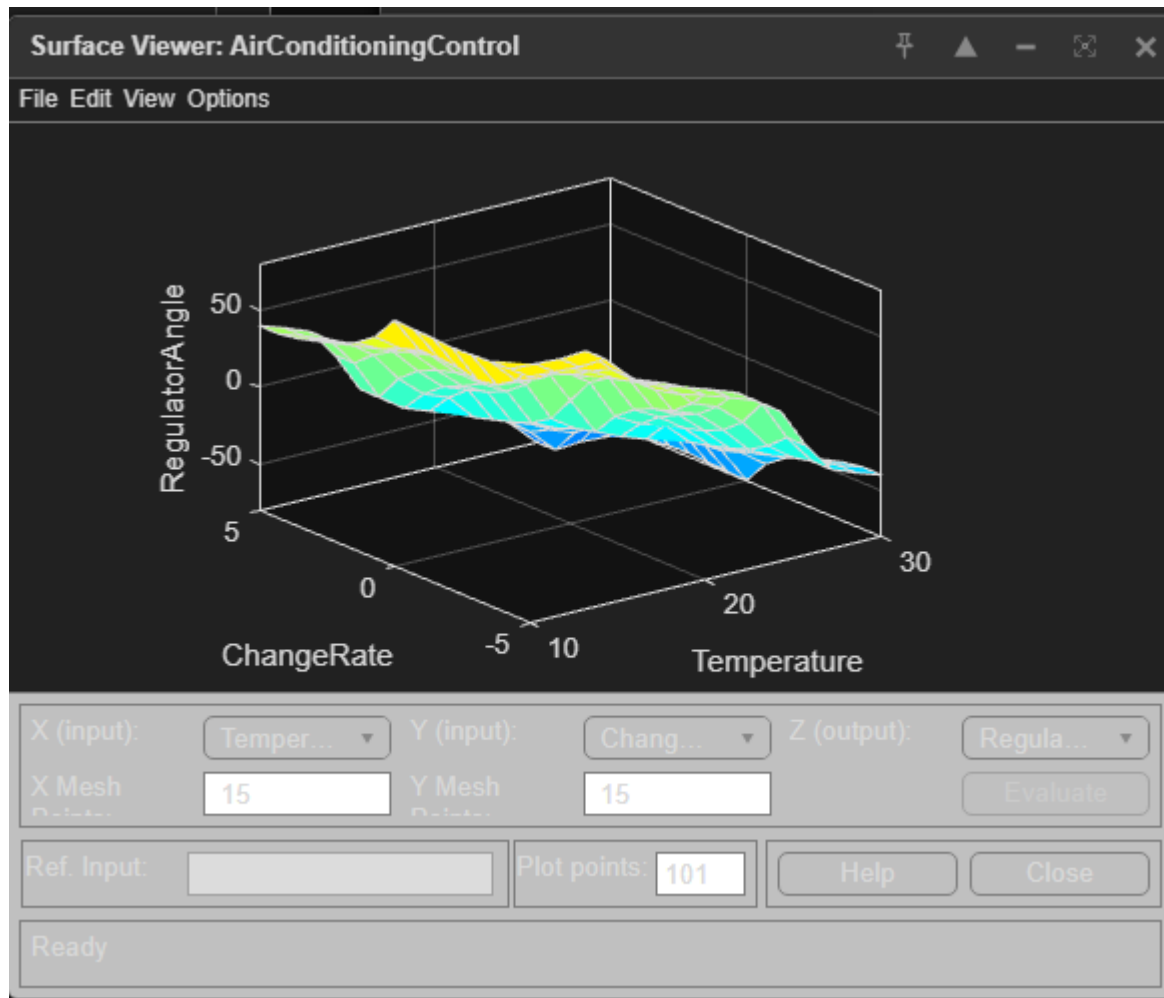 Surface Viewer: AirConditioningControl
File Edit View Options
RegulatorAngle
50
0
-50
5
0
-5
10
20
30
ChangeRate
Temperature
X (input): Temper... Y (input): Chang... Z (output): Regula...
X Mesh 15 Y Mesh 15 Evaluate
Points: Points:
Ref. Input: Plot points: 101 Help Close
Ready